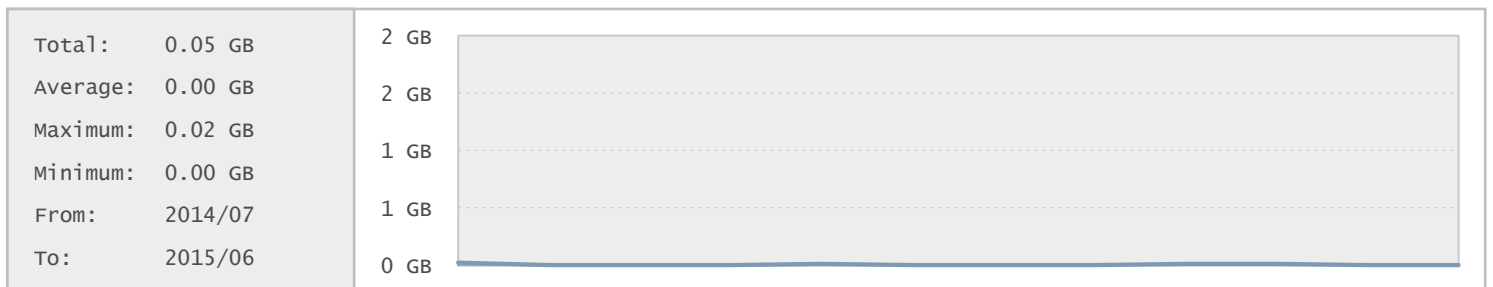 Total: 0.05 GB
Average: 0.00 GB
Maximum: 0.02 GB
Minimum: 0.00 GB
From: 2014/07
To: 2015/06
2 GB
2 GB
1 GB
1 GB
0 GB